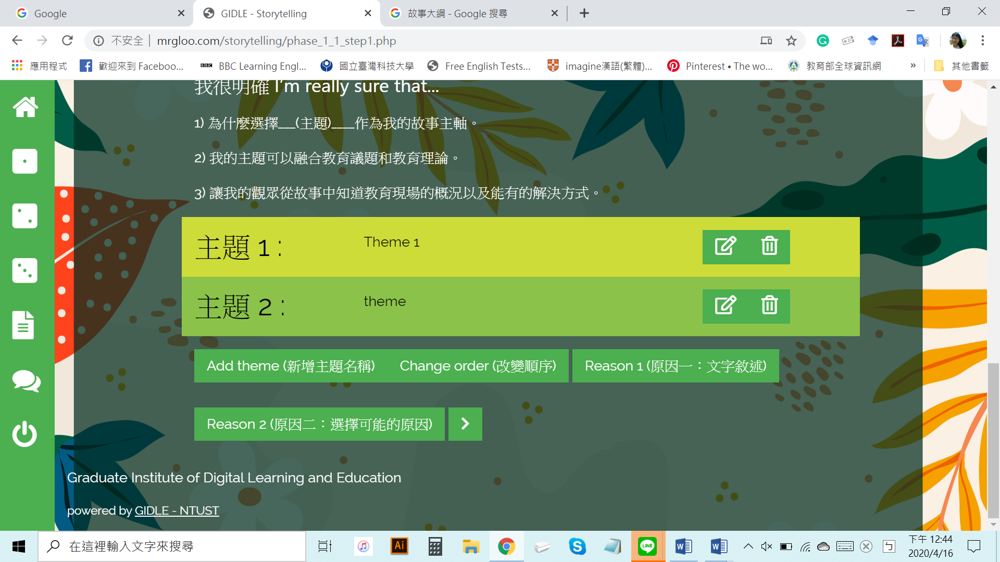 Google
GIDLE - Storytelling
故事大綱 - Google 搜尋
不安全
mrgloo.com/storytelling/phase_1_1_step1.php
應用程式
歡迎來到 Faceboo...
BBC
BBC Learning Engl...
國立臺灣科技大學
Free English Tests...
imagine漢語(繁體)...
Pinterest • The wo...
教育部全球資訊網
»
其他書籤
我很明確 I'm really sure that...
1) 為什麼選擇___(主題)____作為我的故事主軸。
2) 我的主題可以融合教育議題和教育理論。
3) 讓我的觀眾從故事中知道教育現場的概況以及能有的解決方式。
主題 1 :
Theme 1
主題 2 :
theme
Add theme (新增主題名稱)
Change order (改變順序)
Reason 1 (原因一：文字敘述)
Reason 2 (原因二：選擇可能的原因)
Graduate Institute of Digital Learning and Education
powered by GIDLE - NTUST
在這裡輸入文字來搜尋
Ai
LINE
ㄅ
下午 12:44
2020/4/16